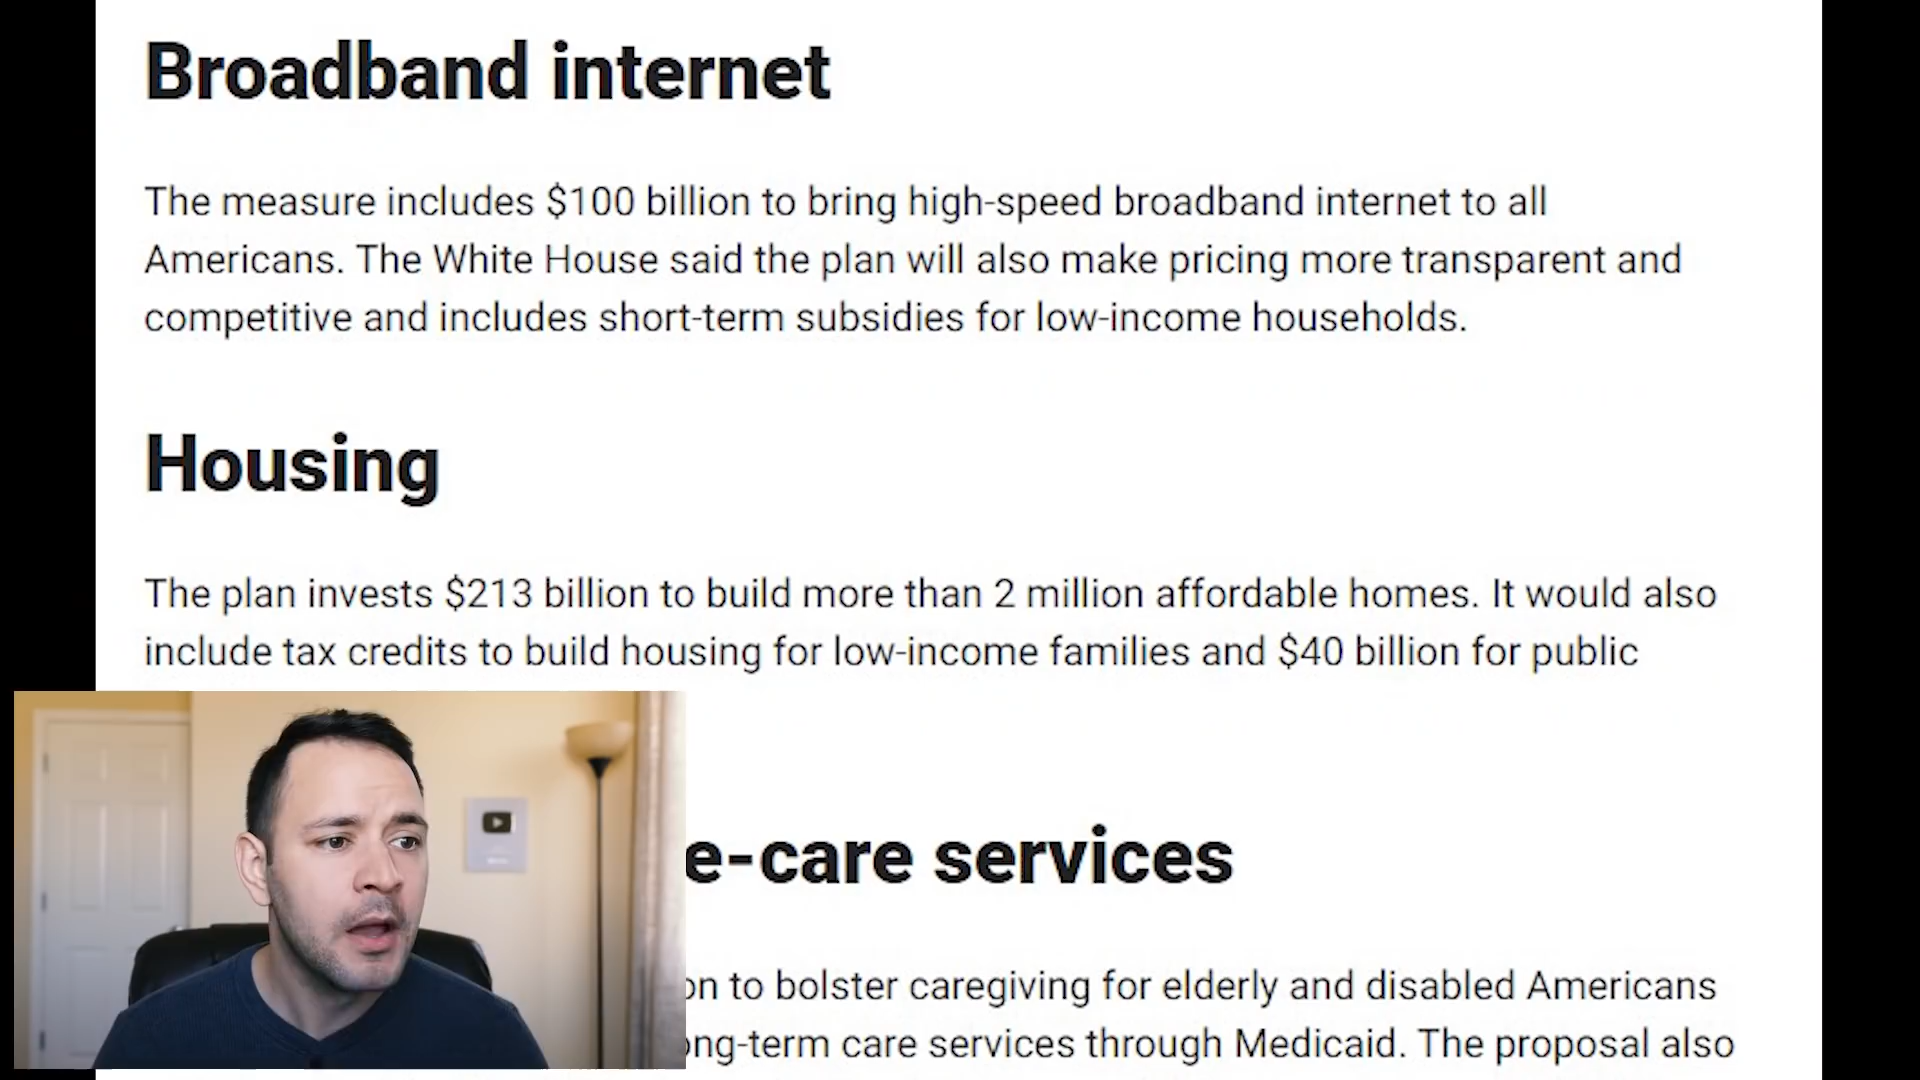 Broadband internet
The measure includes $100 billion to bring high-speed broadband internet to all
Americans. The White House said the plan will also make pricing more transparent and
competitive and includes short-term subsidies for low-income households.
Housing
The plan invests $213 billion to build more than 2 million affordable homes. It would also
include tax credits to build housing for low-income families and $40 billion for public
e-care services
on to bolster caregiving for elderly and disabled Americans
ong-term care services through Medicaid. The proposal also